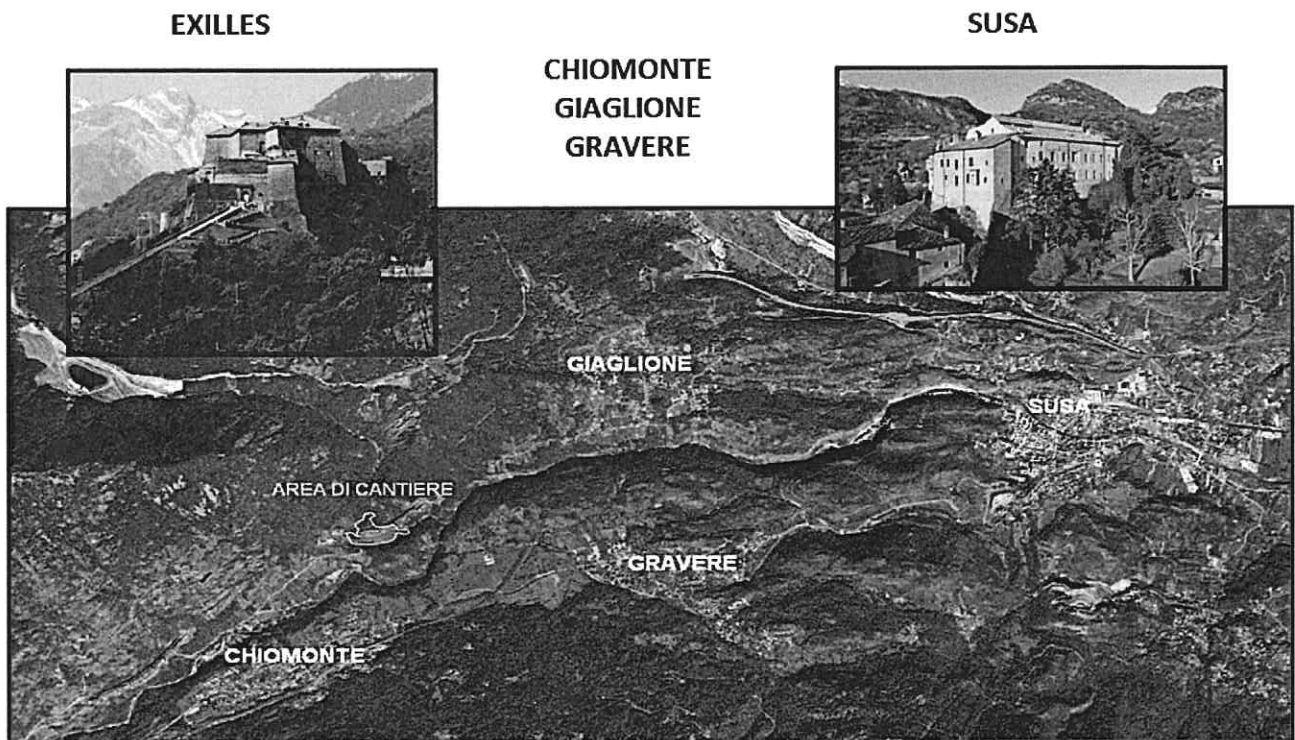 EXILLES
SUSA
CHIOMONTE
GIAGLIONE
GRAVERE
GIAGLIONE
SUSA
AREA DI CANTIERE
GRAVERE
CHIOMONTE